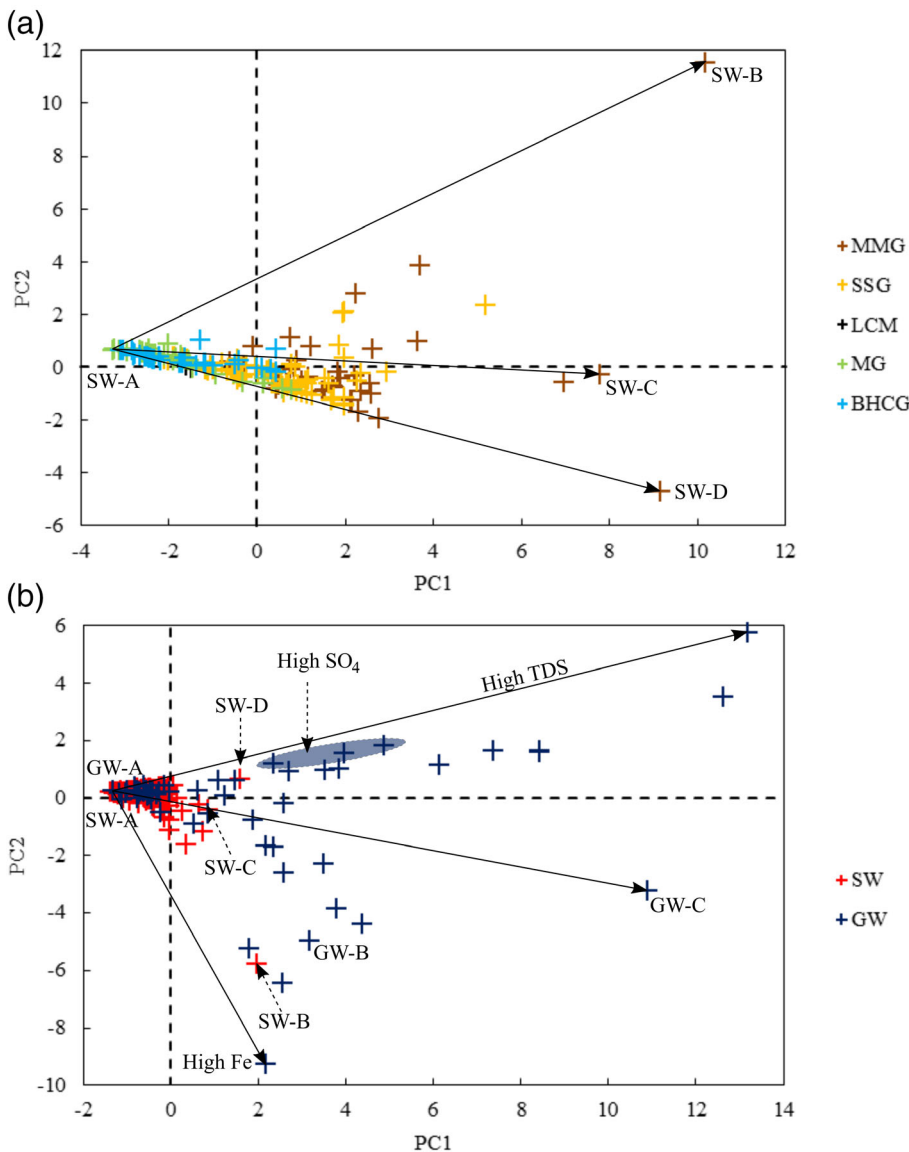 (a)
12
10
8
6
4
2
0
-2
-4
-6
PC2
SW-B
SW-A
SW-C
SW-D
-4
-2
0
2
4
6
8
10
12
PC1
MMG
SSG
LCM
MG
BHCG
(b)
6
4
2
0
-2
-4
-6
-8
-10
PC2
High SO₄
High TDS
SW-D
GW-A
SW-A
SW-C
GW-C
GW-B
SW-B
High Fe
-2
0
2
4
6
8
10
12
14
PC1
SW
GW